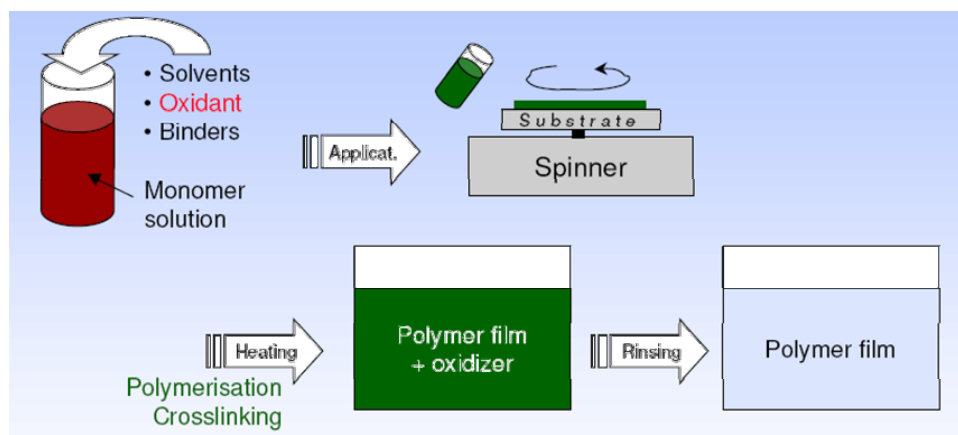 • Solvents
• Oxidant
• Binders
Monomer
solution
Applicat.
Substrate
Spinner
Heating
Polymerisation
Crosslinking
Polymer film
+ oxidizer
Rinsing
Polymer film